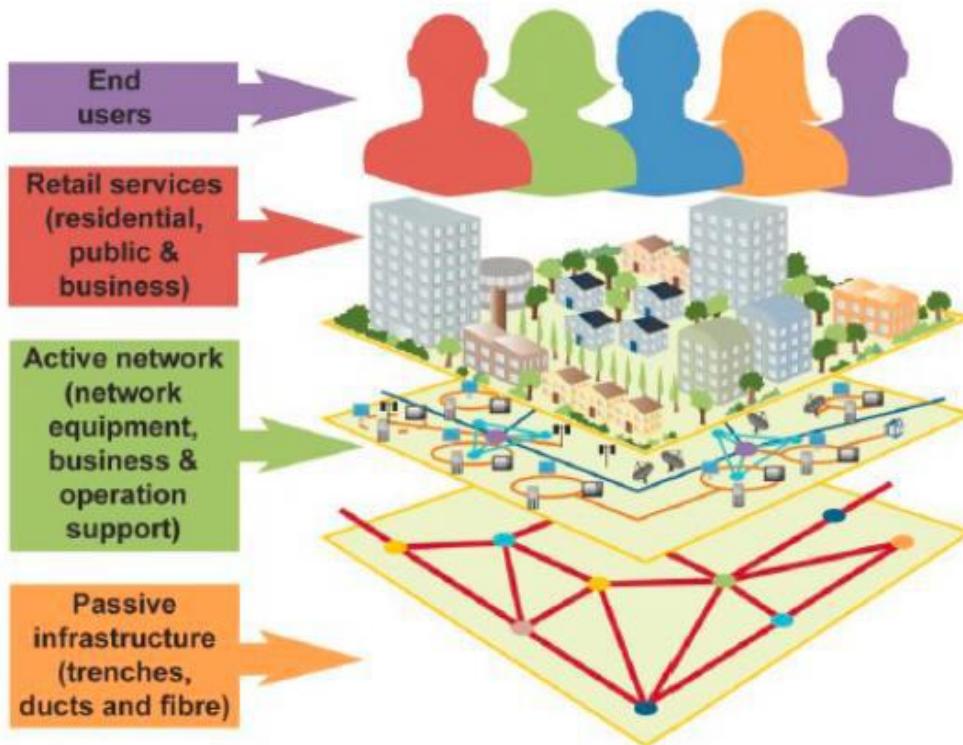 End
users
Retail services
(residential,
public &
business)
Active network
(network
equipment,
business &
operation
support)
Passive
infrastructure
(trenches,
ducts and fibre)